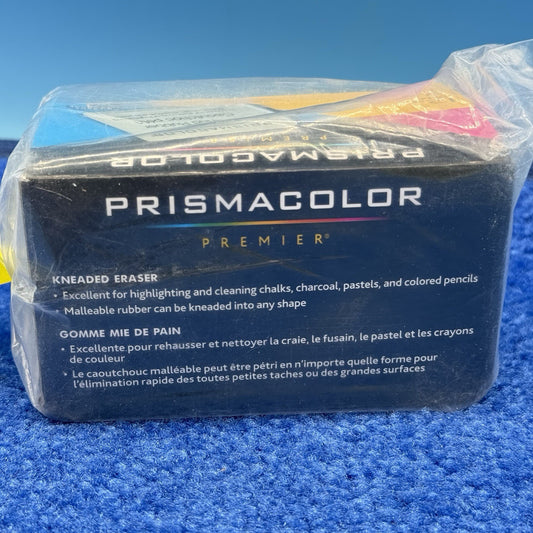 PRISMACOLOR
PRISMACOLOR
PREMIER®
KNEADED ERASER
• Excellent for highlighting and cleaning chalks, charcoal, pastels, and colored pencils
• Malleable rubber can be kneaded into any shape
GOMME MIE DE PAIN
• Excellente pour rehausser et nettoyer la craie, le fusain, le pastel et les crayons
de couleur
• Le caoutchouc malléable peut être pétri en n'importe quelle forme pour
l'élimination rapide des toutes petites taches ou des grandes surfaces